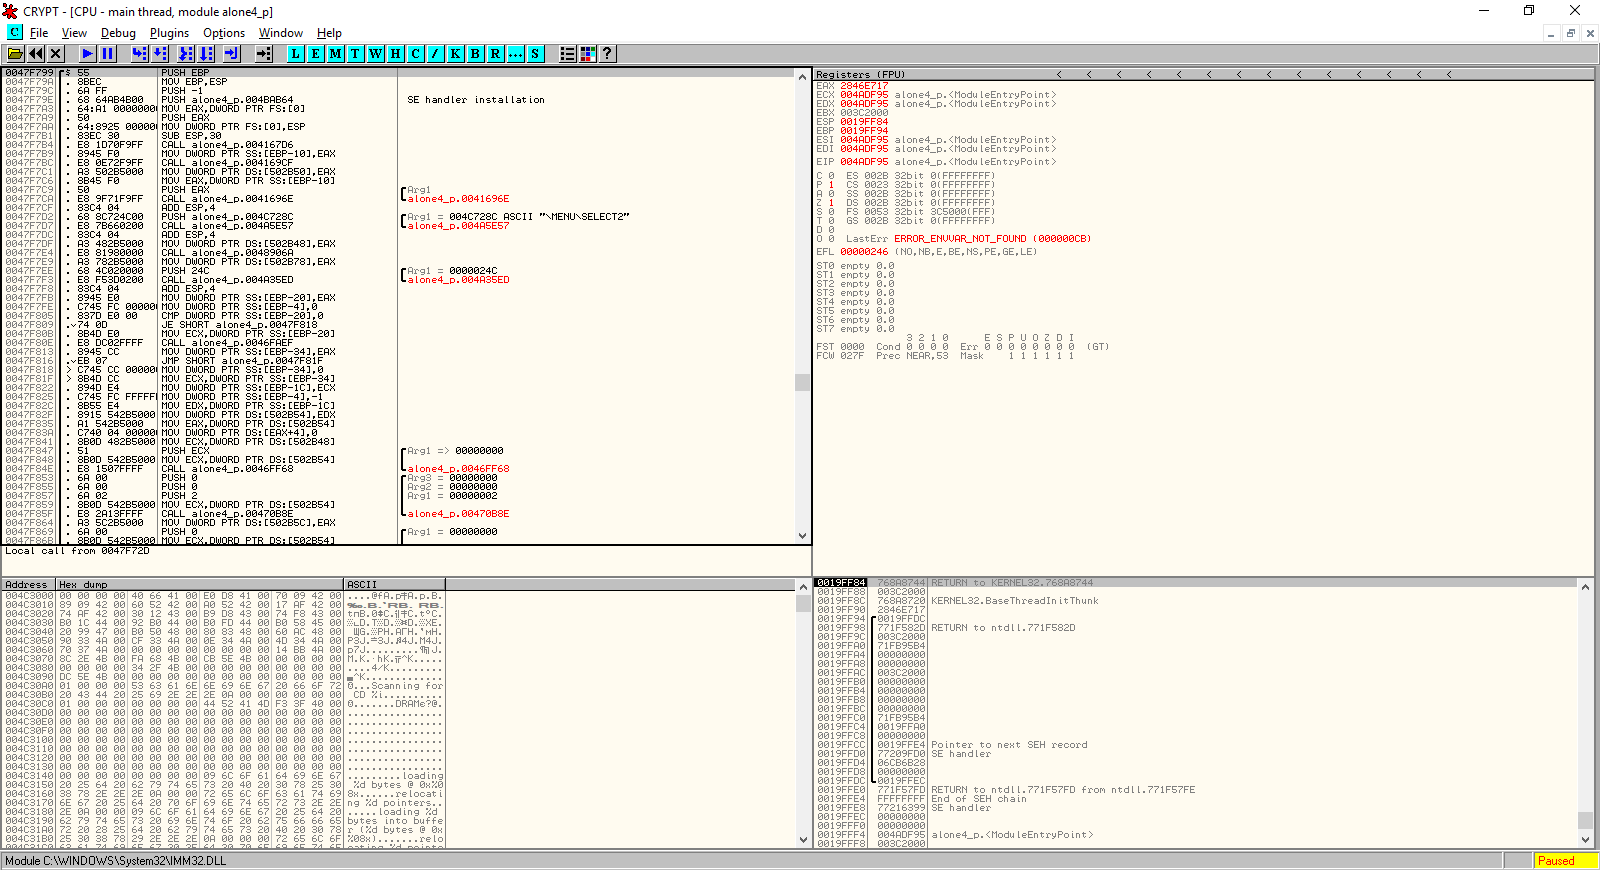 CRYPT - [CPU - main thread, module alone4_p]
C File View Debug Plugins Options Window Help
L E M T W H C / K B R ... S ?
0047F799 $ 55 PUSH EBP
0047F79A . 8BEC MOV EBP,ESP
0047F79C . 6A FF PUSH -1
0047F79E . 68 64AB4B00 PUSH alone4_p.004BAB64 SE handler installation
0047F7A3 . 64:A1 0000000 MOV EAX,DWORD PTR FS:[0]
0047F7A9 . 50 PUSH EAX
0047F7AA . 64:8925 00000 MOV DWORD PTR FS:[0],ESP
0047F7B1 . 83EC 30 SUB ESP,30
0047F7B4 . E8 1D70F9FF CALL alone4_p.004167D6
0047F7B9 . 8945 F0 MOV DWORD PTR SS:[EBP-10],EAX
0047F7BC . E8 0E72F9FF CALL alone4_p.004169CF
0047F7C1 . A3 502B5000 MOV DWORD PTR DS:[502B50],EAX
0047F7C6 . 8B45 F0 MOV EAX,DWORD PTR SS:[EBP-10]
0047F7C9 . 50 PUSH EAX Arg1
0047F7CA . E8 9F71F9FF CALL alone4_p.0041696E alone4_p.0041696E
0047F7CF . 83C4 04 ADD ESP,4
0047F7D2 . 68 8C724C00 PUSH alone4_p.004C728C Arg1 = 004C728C ASCII "\MENU\SELECT2"
0047F7D7 . E8 7B660200 CALL alone4_p.004A5E57 alone4_p.004A5E57
0047F7DC . 83C4 04 ADD ESP,4
0047F7DF . A3 482B5000 MOV DWORD PTR DS:[502B48],EAX
0047F7E4 . E8 81980000 CALL alone4_p.0048906A
0047F7E9 . A3 782B5000 MOV DWORD PTR DS:[502B78],EAX
0047F7EE . 68 4C020000 PUSH 24C Arg1 = 0000024C
0047F7F3 . E8 F53D0200 CALL alone4_p.004A35ED alone4_p.004A35ED
0047F7F8 . 83C4 04 ADD ESP,4
0047F7FB . 8945 E0 MOV DWORD PTR SS:[EBP-20],EAX
0047F7FE . C745 FC 00000 MOV DWORD PTR SS:[EBP-4],0
0047F805 . 837D E0 00 CMP DWORD PTR SS:[EBP-20],0
0047F809 .v74 0D JE SHORT alone4_p.0047F818
0047F80B . 8B4D E0 MOV ECX,DWORD PTR SS:[EBP-20]
0047F80E . E8 DC02FFFF CALL alone4_p.0046FAEF
0047F813 . 8945 CC MOV DWORD PTR SS:[EBP-34],EAX
0047F816 .vEB 07 JMP SHORT alone4_p.0047F81F
0047F818 > C745 CC 00000 MOV DWORD PTR SS:[EBP-34],0
0047F81F > 8B4D CC MOV ECX,DWORD PTR SS:[EBP-34]
0047F822 . 894D E4 MOV DWORD PTR SS:[EBP-1C],ECX
0047F825 . C745 FC FFFFF MOV DWORD PTR SS:[EBP-4],-1
0047F82C . 8B55 E4 MOV EDX,DWORD PTR SS:[EBP-1C]
0047F82F . 8915 542B5000 MOV DWORD PTR DS:[502B54],EDX
0047F835 . A1 542B5000 MOV EAX,DWORD PTR DS:[502B54]
0047F83A . C740 04 00000 MOV DWORD PTR DS:[EAX+4],0
0047F841 . 8B0D 482B5000 MOV ECX,DWORD PTR DS:[502B48]
0047F847 . 51 PUSH ECX Arg1 => 00000000
0047F848 . 8B0D 542B5000 MOV ECX,DWORD PTR DS:[502B54]
0047F84E . E8 1507FFFF CALL alone4_p.0046FF68 alone4_p.0046FF68
0047F853 . 6A 00 PUSH 0 Arg3 = 00000000
0047F855 . 6A 00 PUSH 0 Arg2 = 00000000
0047F857 . 6A 02 PUSH 2 Arg1 = 00000002
0047F859 . 8B0D 542B5000 MOV ECX,DWORD PTR DS:[502B54]
0047F85F . E8 2A13FFFF CALL alone4_p.00470B8E alone4_p.00470B8E
0047F864 . A3 5C2B5000 MOV DWORD PTR DS:[502B5C],EAX
0047F869 . 6A 00 PUSH 0 Arg1 = 00000000
0047F86B . 8B0D 542B5000 MOV ECX,DWORD PTR DS:[502B54]
Local call from 0047F72D
Registers (FPU) < < < < < < < < < < < < < <
EAX 2846E717
ECX 004ADF95 alone4_p.<ModuleEntryPoint>
EDX 004ADF95 alone4_p.<ModuleEntryPoint>
EBX 003C2000
ESP 0019FF84
EBP 0019FF94
ESI 004ADF95 alone4_p.<ModuleEntryPoint>
EDI 004ADF95 alone4_p.<ModuleEntryPoint>
EIP 004ADF95 alone4_p.<ModuleEntryPoint>
C 0 ES 002B 32bit 0(FFFFFFFF)
P 1 CS 0023 32bit 0(FFFFFFFF)
A 0 SS 002B 32bit 0(FFFFFFFF)
Z 1 DS 002B 32bit 0(FFFFFFFF)
S 0 FS 0053 32bit 3C5000(FFF)
T 0 GS 002B 32bit 0(FFFFFFFF)
D 0
O 0 LastErr ERROR_ENVVAR_NOT_FOUND (000000CB)
EFL 00000246 (NO,NB,E,BE,NS,PE,GE,LE)
ST0 empty 0.0
ST1 empty 0.0
ST2 empty 0.0
ST3 empty 0.0
ST4 empty 0.0
ST5 empty 0.0
ST6 empty 0.0
ST7 empty 0.0
3 2 1 0 E S P U O Z D I
FST 0000 Cond 0 0 0 0 Err 0 0 0 0 0 0 0 0 (GT)
FCW 027F Prec NEAR,53 Mask 1 1 1 1 1 1
Address Hex dump ASCII
004C3000 00 00 00 00 40 66 41 00 E0 D8 41 00 70 09 42 00
004C3010 89 09 42 00 60 52 42 00 A0 52 42 00 17 AF 42 00
004C3020 74 AF 42 00 30 12 43 00 B9 D8 43 00 74 F8 43 00
004C3030 B0 1C 44 00 92 B0 44 00 B0 FD 44 00 B0 58 45 00
004C3040 20 99 47 00 B0 50 48 00 80 83 48 00 60 AC 48 00
004C3050 90 33 4A 00 CF 33 4A 00 0E 34 4A 00 4D 34 4A 00
004C3060 70 37 4A 00 00 00 00 00 00 00 00 00 14 BB 4A 00
004C3070 8C 2E 4B 00 FA 68 4B 00 CB 5E 4B 00 00 00 00 00
004C3080 00 00 00 00 34 2F 4B 00 00 00 00 00 00 00 00 00
004C3090 DC 5E 4B 00 00 00 00 00 00 00 00 00 00 00 00 00
004C30A0 01 00 00 00 53 63 61 6E 6E 69 6E 67 20 66 6F 72 ...Scanning for
004C30B0 20 43 44 20 25 69 2E 2E 2E 0A 00 00 00 00 00 00 CD %i..........
004C30C0 01 00 00 00 00 00 00 00 44 52 41 4D F3 3F 40 00
004C30D0 00 00 00 00 00 00 00 00 00 00 00 00 00 00 00 00 ................
004C30E0 00 00 00 00 00 00 00 00 00 00 00 00 00 00 00 00 ................
004C30F0 00 00 00 00 00 00 00 00 00 00 00 00 00 00 00 00 ................
004C3100 00 00 00 00 00 00 00 00 00 00 00 00 00 00 00 00 ................
004C3110 00 00 00 00 00 00 00 00 00 00 00 00 00 00 00 00 ................
004C3120 00 00 00 00 00 00 00 00 00 00 00 00 00 00 00 00 ................
004C3130 00 00 00 00 00 00 00 00 00 00 00 00 00 00 00 00 ................
004C3140 00 00 00 00 00 00 00 00 09 6C 6F 61 64 69 6E 67 .........loading
004C3150 20 25 64 20 62 79 74 65 73 20 40 20 30 78 25 30 %d bytes @ 0x%0
004C3160 38 78 2E 2E 2E 0A 00 00 72 65 6C 6F 63 61 74 69 8x......relocati
004C3170 6E 67 20 25 64 20 70 6F 69 6E 74 65 72 73 2E 2E ng %d pointers..
004C3180 2E 0A 00 00 09 6C 6F 61 64 69 6E 67 20 25 64 20 .....loading %d
004C3190 62 79 74 65 73 20 69 6E 74 6F 20 62 75 66 66 65 bytes into buffe
004C31A0 72 20 28 25 64 20 62 79 74 65 73 20 40 20 30 78 r (%d bytes @ 0x
004C31B0 25 30 38 78 29 2E 2E 2E 0A 00 00 00 72 65 6C 6F %08x).......relo
0019FF84 768A8744 RETURN to KERNEL32.768A8744
0019FF88 003C2000
0019FF8C 768A8720 KERNEL32.BaseThreadInitThunk
0019FF90 2846E717
0019FF94 0019FFDC
0019FF98 771F582D RETURN to ntdll.771F582D
0019FF9C 003C2000
0019FFA0 71FB95B4
0019FFA4 00000000
0019FFA8 00000000
0019FFAC 003C2000
0019FFB0 00000000
0019FFB4 00000000
0019FFB8 00000000
0019FFBC 00000000
0019FFC0 71FB95B4
0019FFC4 0019FFA0
0019FFC8 00000000
0019FFCC 0019FFE4 Pointer to next SEH record
0019FFD0 77209FD0 SE handler
0019FFD4 06CB6B28
0019FFD8 00000000
0019FFDC 0019FFEC
0019FFE0 771F57FD RETURN to ntdll.771F57FD from ntdll.771F57FE
0019FFE4 FFFFFFFF End of SEH chain
0019FFE8 77216399 SE handler
0019FFEC 00000000
0019FFF0 00000000
0019FFF4 004ADF95 alone4_p.<ModuleEntryPoint>
0019FFF8 003C2000
Module C:\WINDOWS\System32\IMM32.DLL
Paused